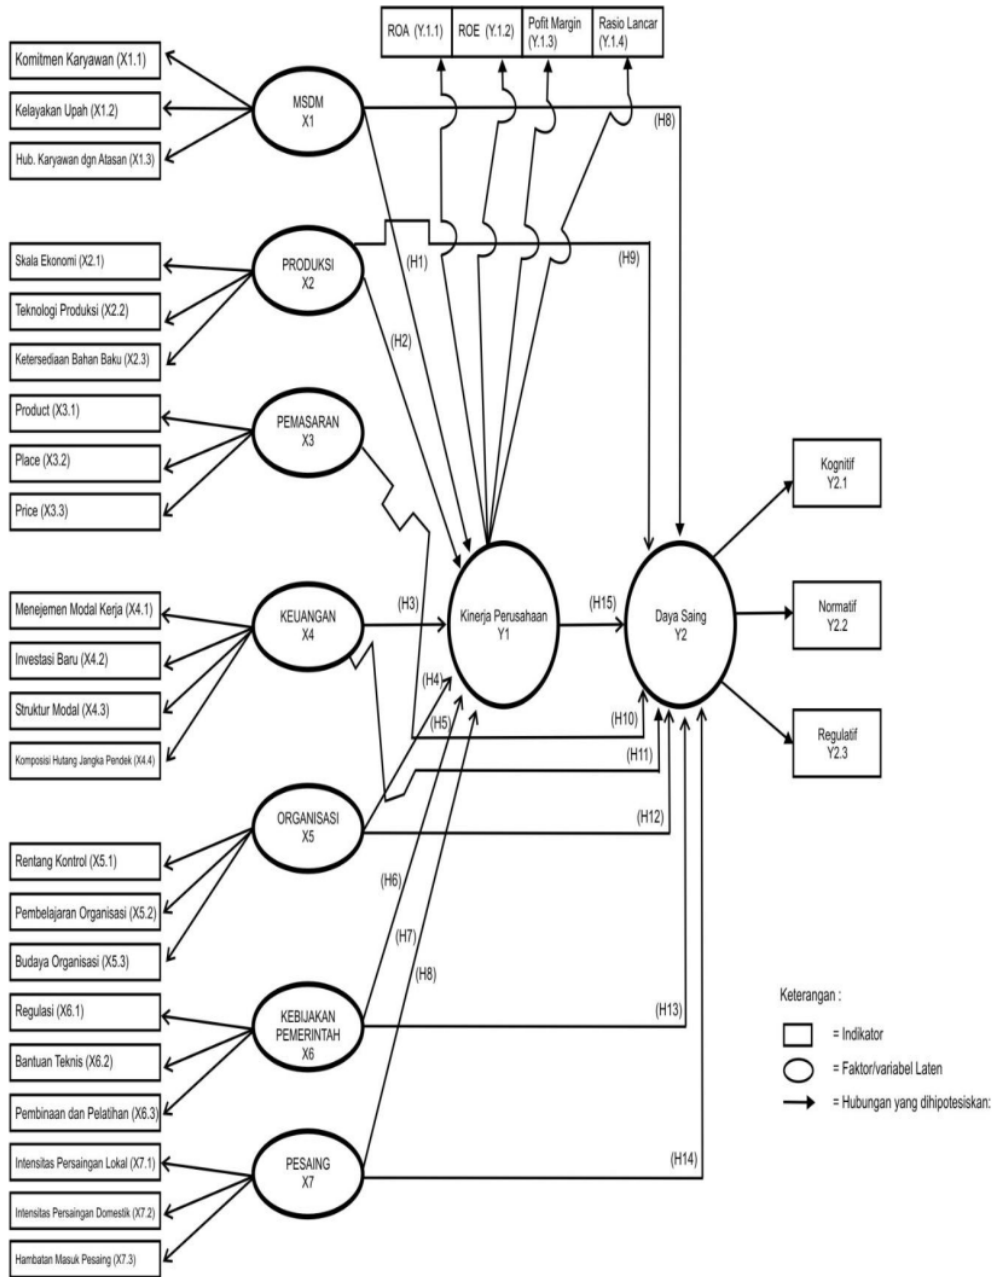 ROA (Y.1.1)
ROE (Y.1.2)
Pofit Margin
(Y.1.3)
Rasio Lancar
(Y.1.4)
Komitmen Karyawan (X1.1)
Kelayakan Upah (X1.2)
Hub. Karyawan dgn Atasan (X1.3)
MSDM
X1
(H8)
Skala Ekonomi (X2.1)
Teknologi Produksi (X2.2)
Ketersediaan Bahan Baku (X2.3)
PRODUKSI
X2
(H1)
(H9)
(H2)
Product (X3.1)
Place (X3.2)
Price (X3.3)
PEMASARAN
X3
Kognitif
Y2.1
Menejemen Modal Kerja (X4.1)
Investasi Baru (X4.2)
Struktur Modal (X4.3)
Komposisi Hutang Jangka Pendek (X4.4)
KEUANGAN
X4
(H3)
Kinerja Perusahaan
Y1
(H15)
Daya Saing
Y2
Normatif
Y2.2
(H4)
(H5)
(H10)
(H11)
Regulatif
Y2.3
Rentang Kontrol (X5.1)
Pembelajaran Organisasi (X5.2)
Budaya Organisasi (X5.3)
ORGANISASI
X5
(H12)
(H6)
(H7)
(H8)
Regulasi (X6.1)
Bantuan Teknis (X6.2)
Pembinaan dan Pelatihan (X6.3)
KEBIJAKAN
PEMERINTAH
X6
(H13)
Intensitas Persaingan Lokal (X7.1)
Intensitas Persaingan Domestik (X7.2)
Hambatan Masuk Pesaing (X7.3)
PESAING
X7
(H14)
Keterangan :
= Indikator
= Faktor/variabel Laten
= Hubungan yang dihipotesiskan: